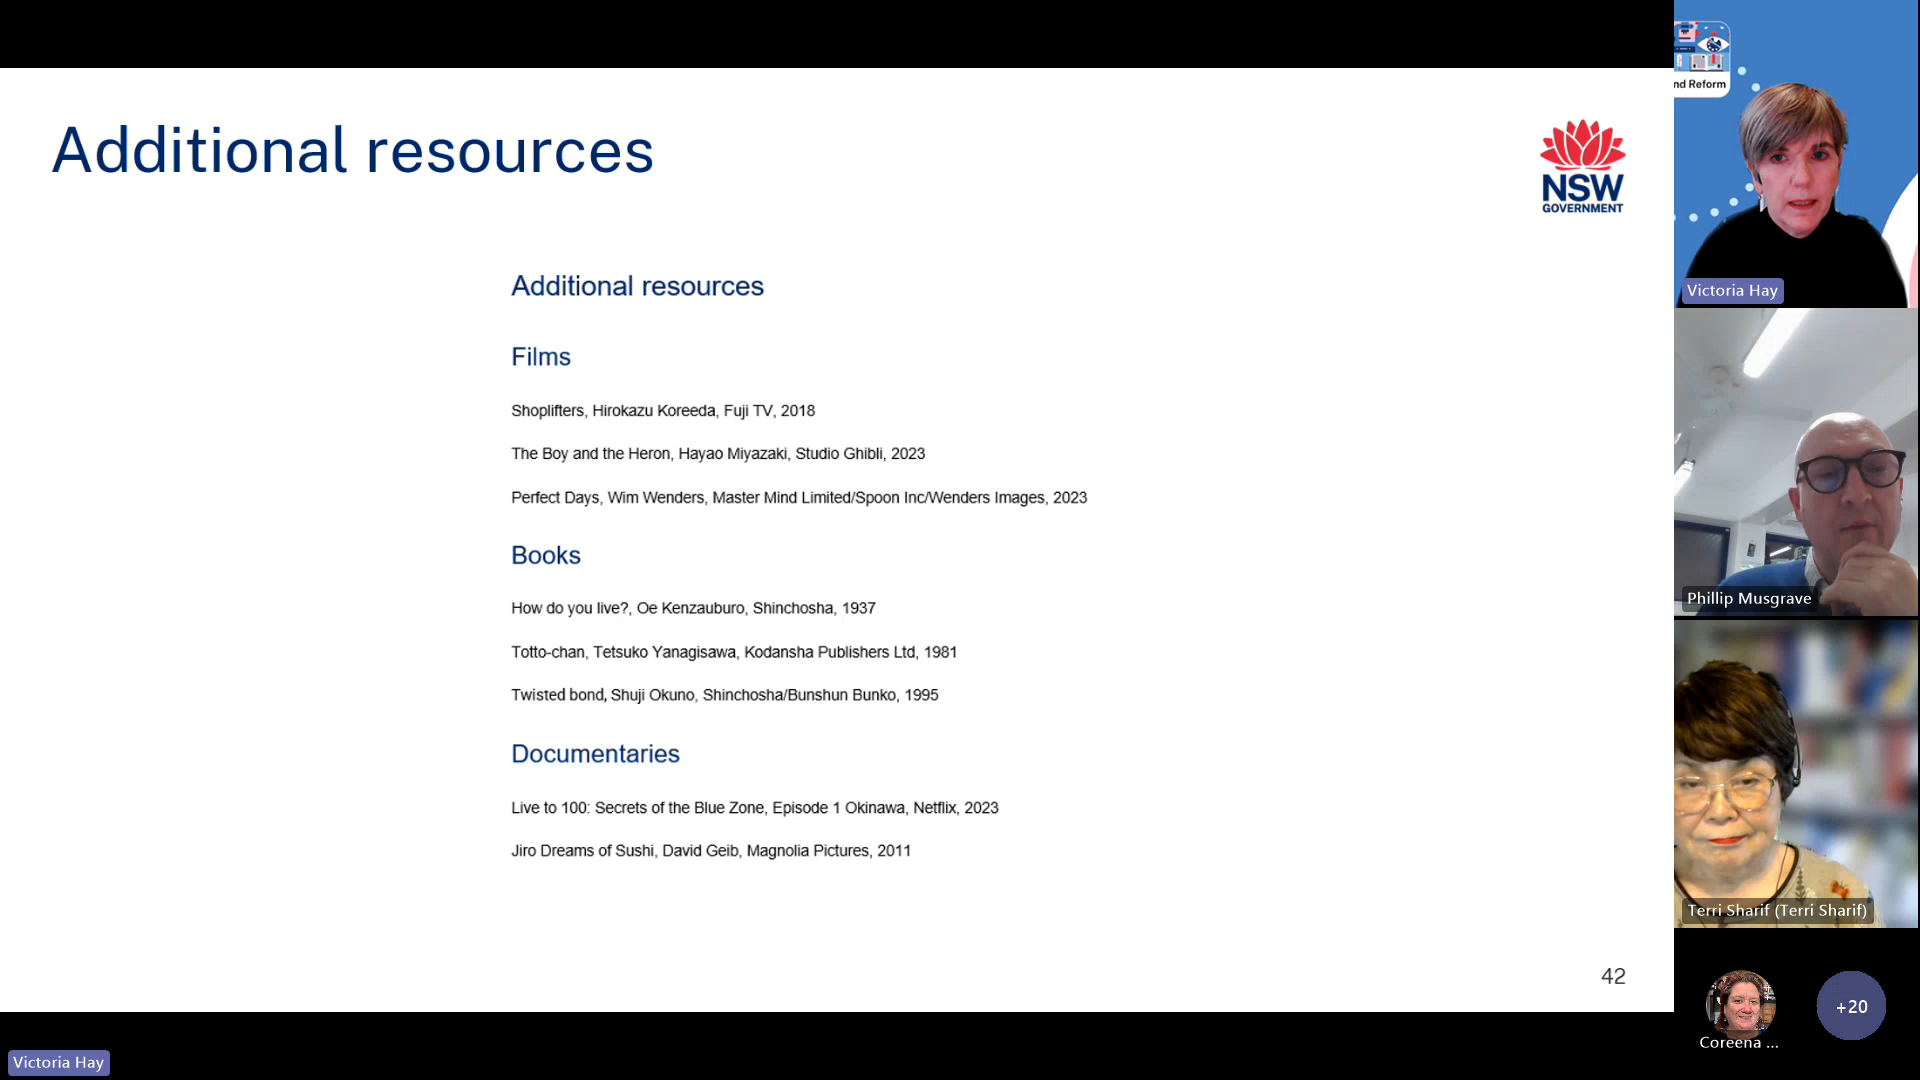 Additional resources
NSW
GOVERNMENT
Additional resources
Films
Shoplifters, Hirokazu Koreeda, Fuji TV, 2018
The Boy and the Heron, Hayao Miyazaki, Studio Ghibli, 2023
Perfect Days, Wim Wenders, Master Mind Limited/Spoon Inc/Wenders Images, 2023
Books
How do you live?, Oe Kenzauburo, Shinchosha, 1937
Totto-chan, Tetsuko Yanagisawa, Kodansha Publishers Ltd, 1981
Twisted bond, Shuji Okuno, Shinchosha/Bunshun Bunko, 1995
Documentaries
Live to 100: Secrets of the Blue Zone, Episode 1 Okinawa, Netflix, 2023
Jiro Dreams of Sushi, David Geib, Magnolia Pictures, 2011
42
Victoria Hay
nd Reform
Victoria Hay
Phillip Musgrave
Terri Sharif (Terri Sharif)
Coreena ...
+20